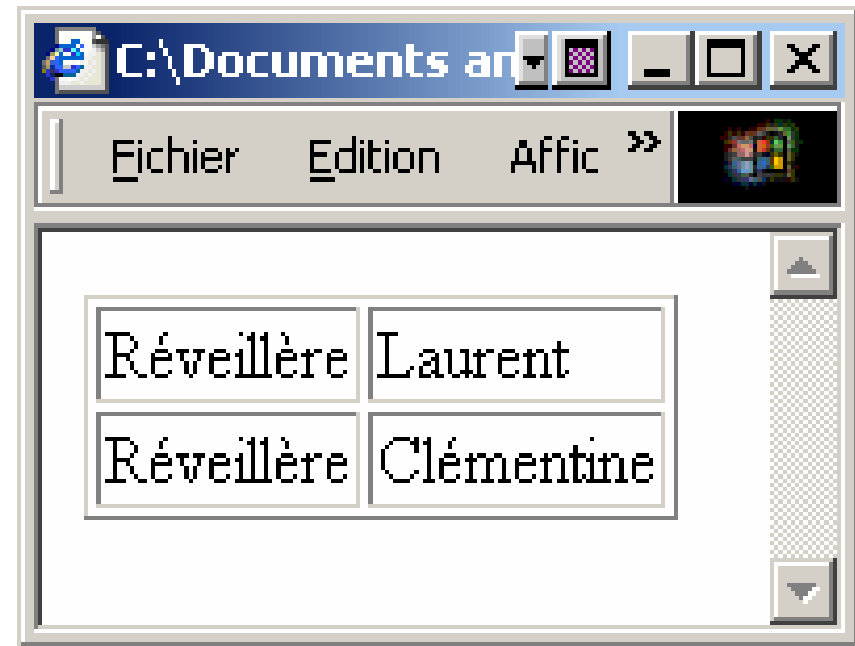 C:\Documents an
Fichier Edition Affic »
Réveillère Laurent
Réveillère Clémentine